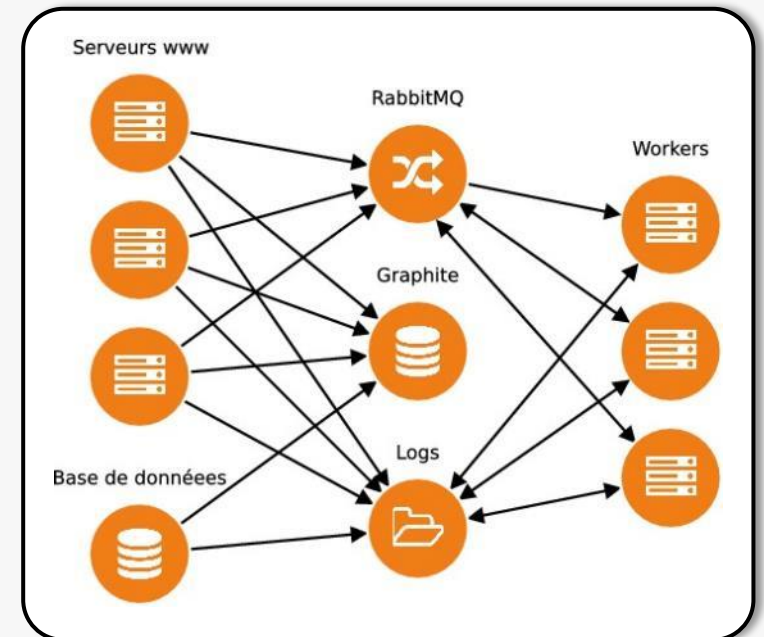 Serveurs www
RabbitMQ
Workers
Graphite
Logs
Base de donnéees